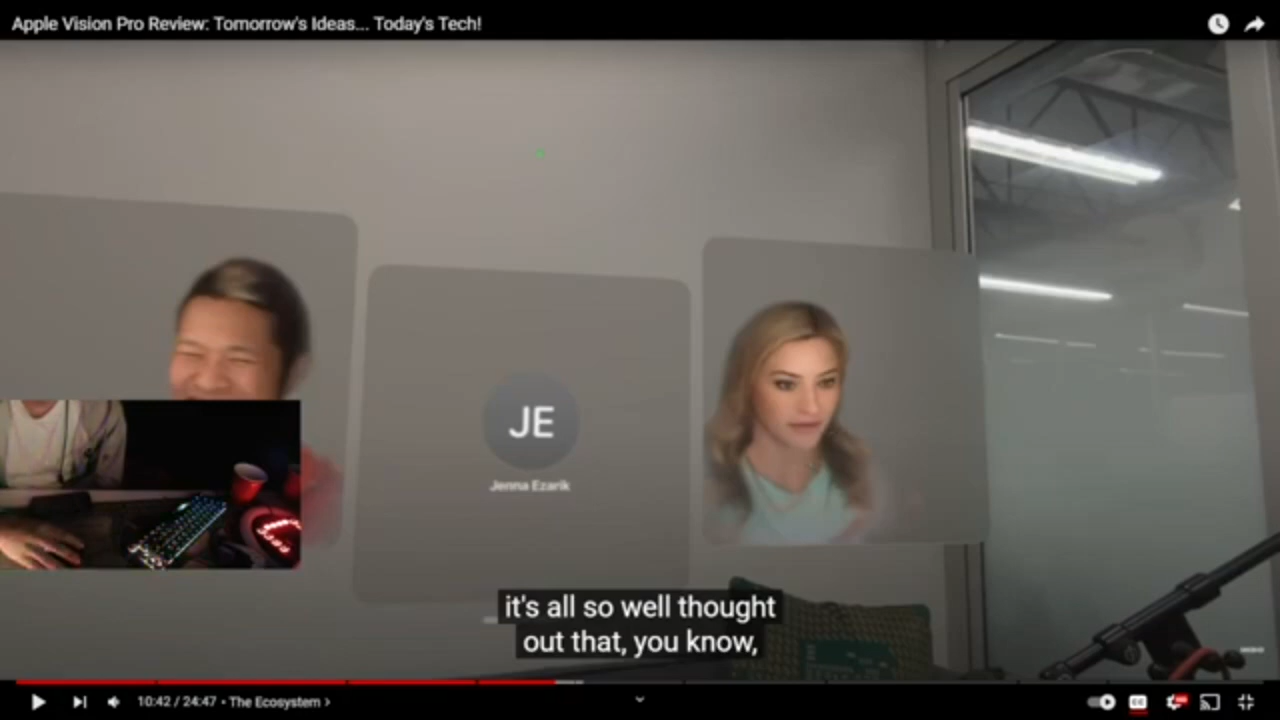 Apple Vision Pro Review: Tomorrow's Ideas... Today's Tech!
JE
Jenna Ezarik
it's all so well thought
out that, you know,
10:42 / 24:47 • The Ecosystem ›
CC